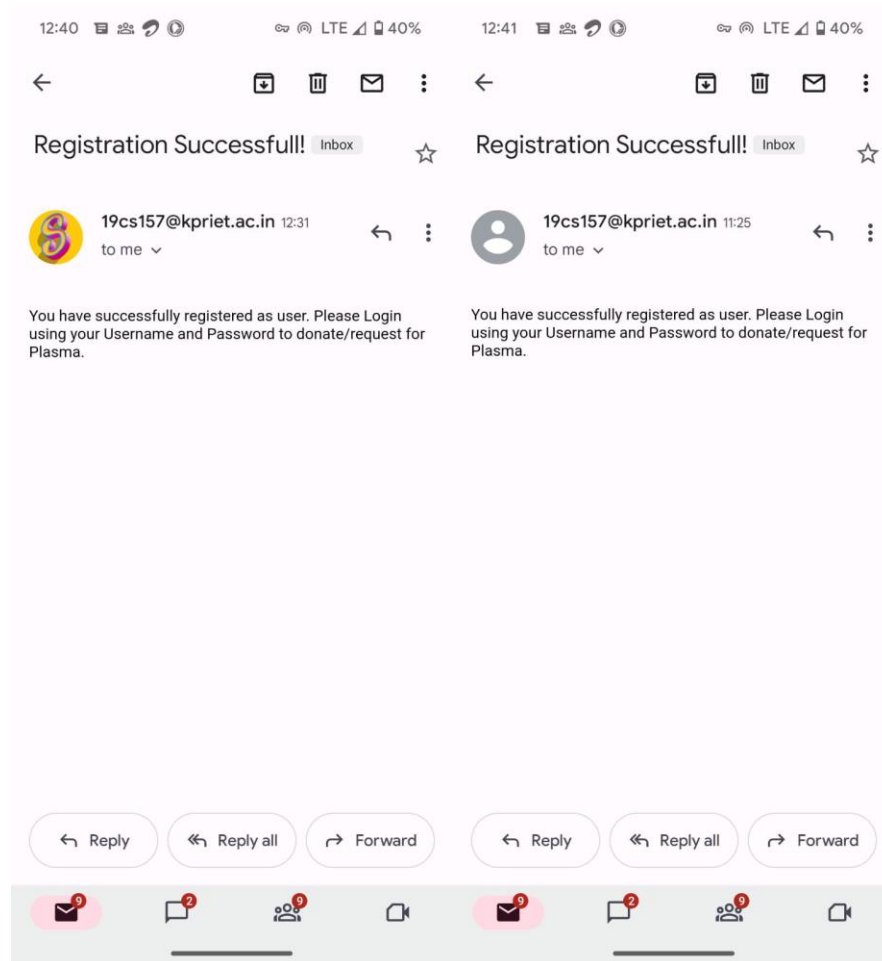 12:40 LTE 40%
Registration Successfull! Inbox
19cs157@kpriet.ac.in 12:31
to me
You have successfully registered as user. Please Login
using your Username and Password to donate/request for
Plasma.
Reply Reply all Forward
9 2 9
12:41 LTE 40%
Registration Successfull! Inbox
19cs157@kpriet.ac.in 11:25
to me
You have successfully registered as user. Please Login
using your Username and Password to donate/request for
Plasma.
Reply Reply all Forward
9 2 9